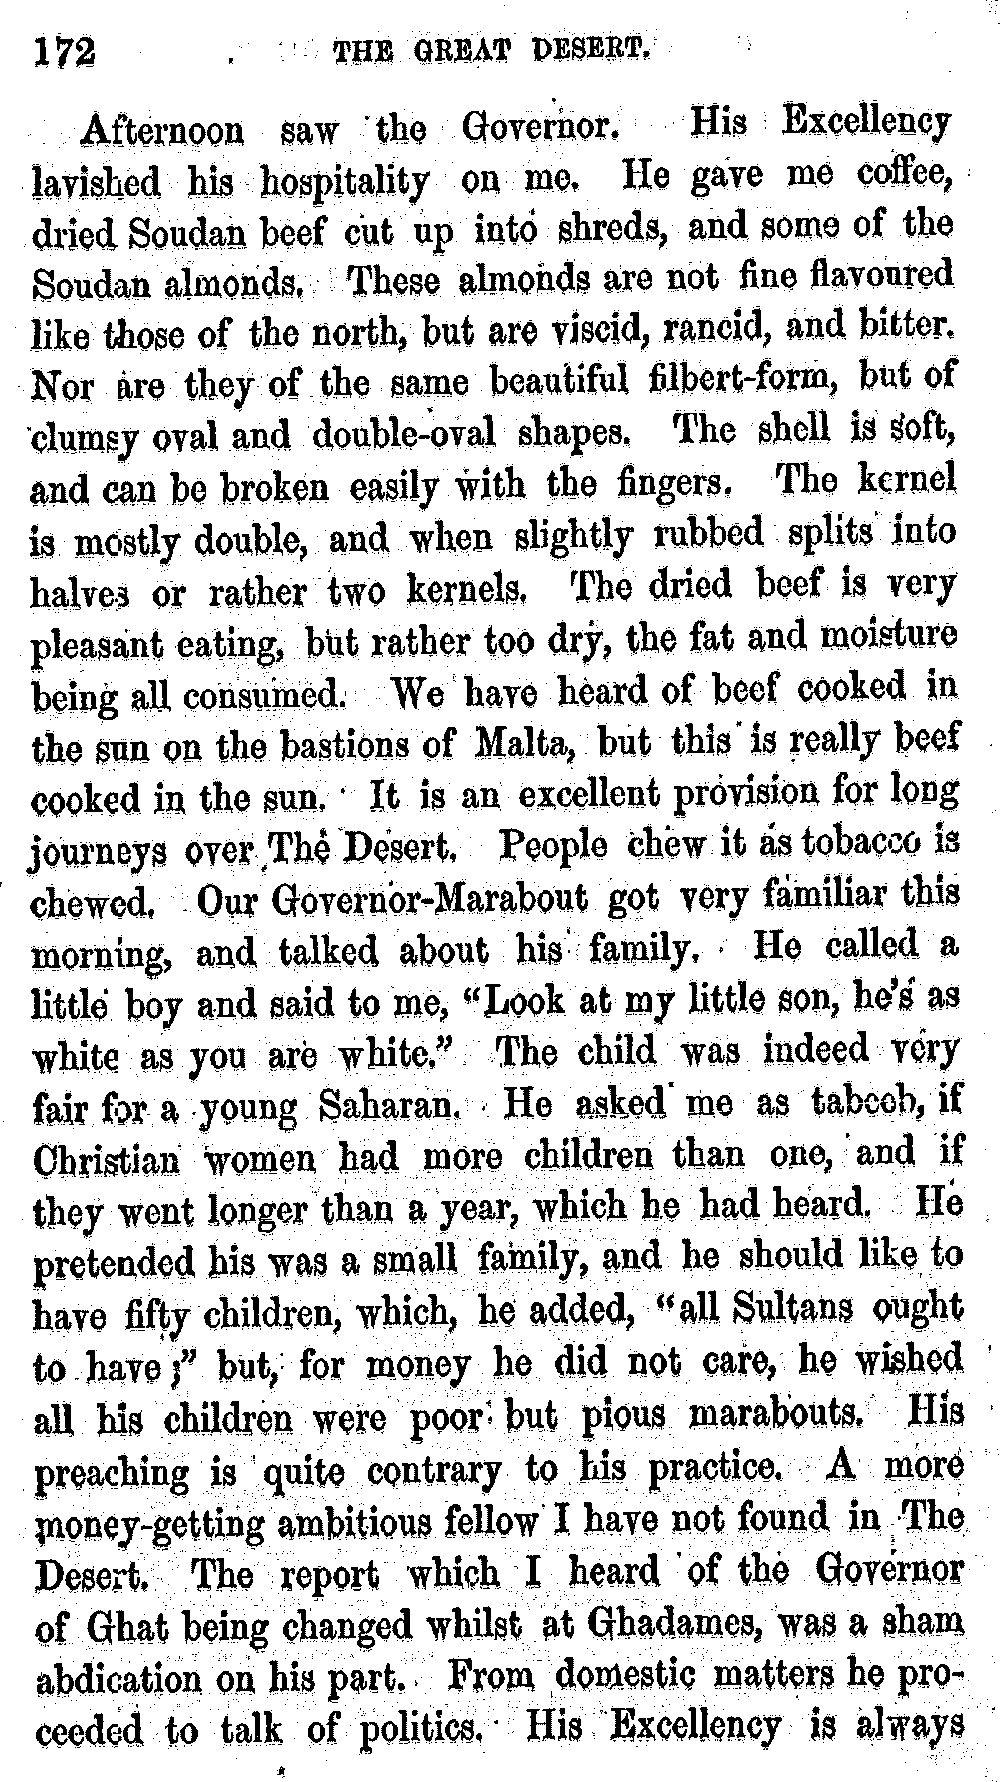 172 THE GREAT DESERT.
Afternoon saw the Governor. His Excellency
lavished his hospitality on me. He gave me coffee,
dried Soudan beef cut up into shreds, and some of the
Soudan almonds. These almonds are not fine flavoured
like those of the north, but are viscid, rancid, and bitter.
Nor are they of the same beautiful filbert-form, but of
clumsy oval and double-oval shapes. The shell is soft,
and can be broken easily with the fingers. The kernel
is mostly double, and when slightly rubbed splits into
halves or rather two kernels. The dried beef is very
pleasant eating, but rather too dry, the fat and moisture
being all consumed. We have heard of beef cooked in
the sun on the bastions of Malta, but this is really beef
cooked in the sun. It is an excellent provision for long
journeys over The Desert. People chew it as tobacco is
chewed. Our Governor-Marabout got very familiar this
morning, and talked about his family. He called a
little boy and said to me, "Look at my little son, he's as
white as you are white." The child was indeed very
fair for a young Saharan. He asked me as tabeeb, if
Christian women had more children than one, and if
they went longer than a year, which he had heard. He
pretended his was a small family, and he should like to
have fifty children, which, he added, "all Sultans ought
to have;" but, for money he did not care, he wished
all his children were poor but pious marabouts. His
preaching is quite contrary to his practice. A more
money-getting ambitious fellow I have not found in The
Desert. The report which I heard of the Governor
of Ghat being changed whilst at Ghadames, was a sham
abdication on his part. From domestic matters he pro-
ceeded to talk of politics. His Excellency is always